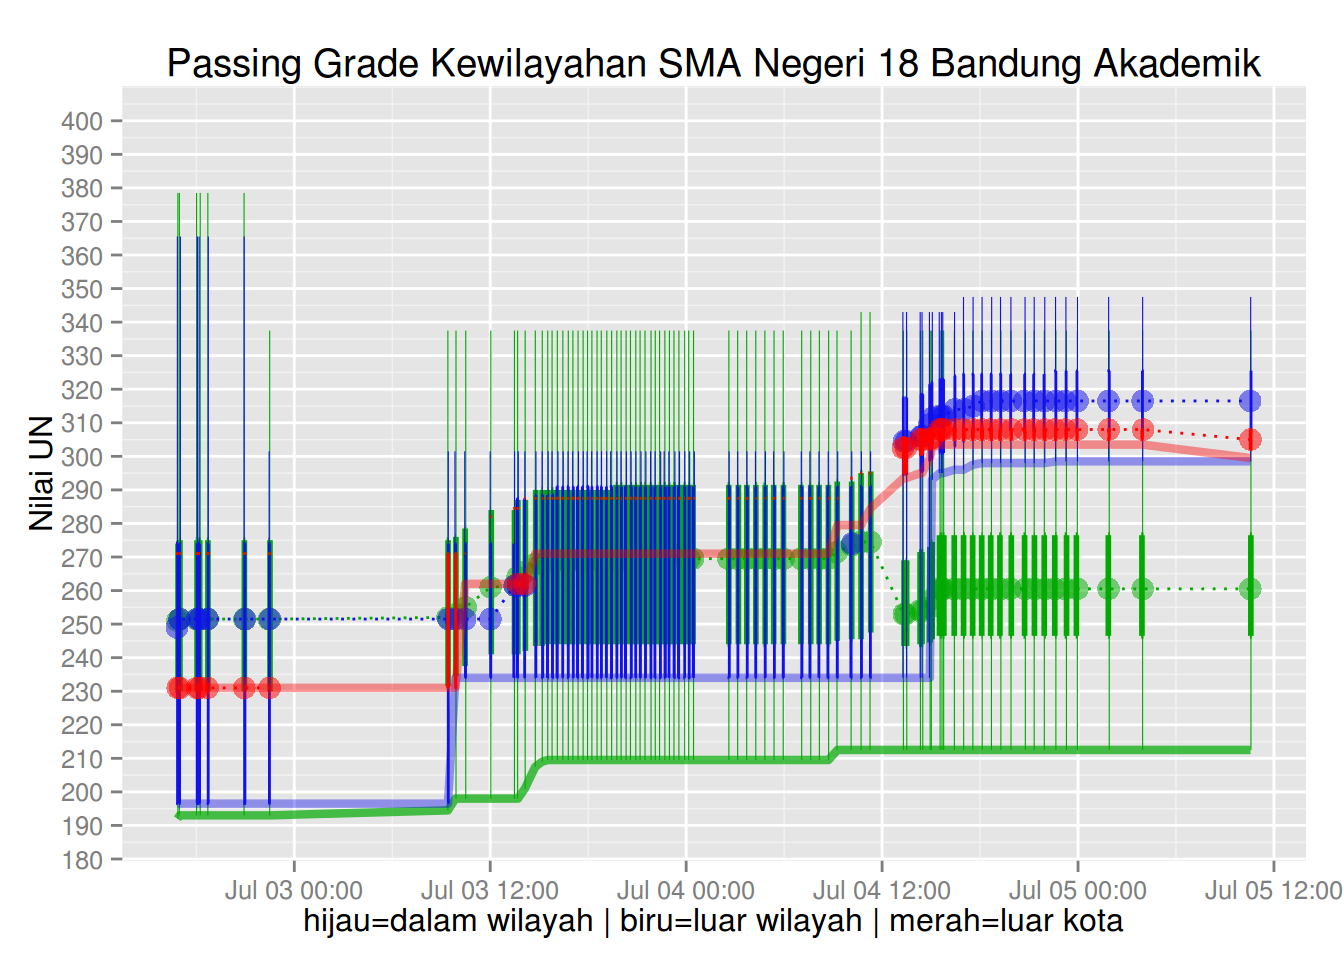 Passing Grade Kewilayahan SMA Negeri 18 Bandung Akademik
Nilai UN
400
390
380
370
360
350
340
330
320
310
300
290
280
270
260
250
240
230
220
210
200
190
180
Jul 03 00:00
Jul 03 12:00
Jul 04 00:00
Jul 04 12:00
Jul 05 00:00
Jul 05 12:00
hijau=dalam wilayah | biru=luar wilayah | merah=luar kota